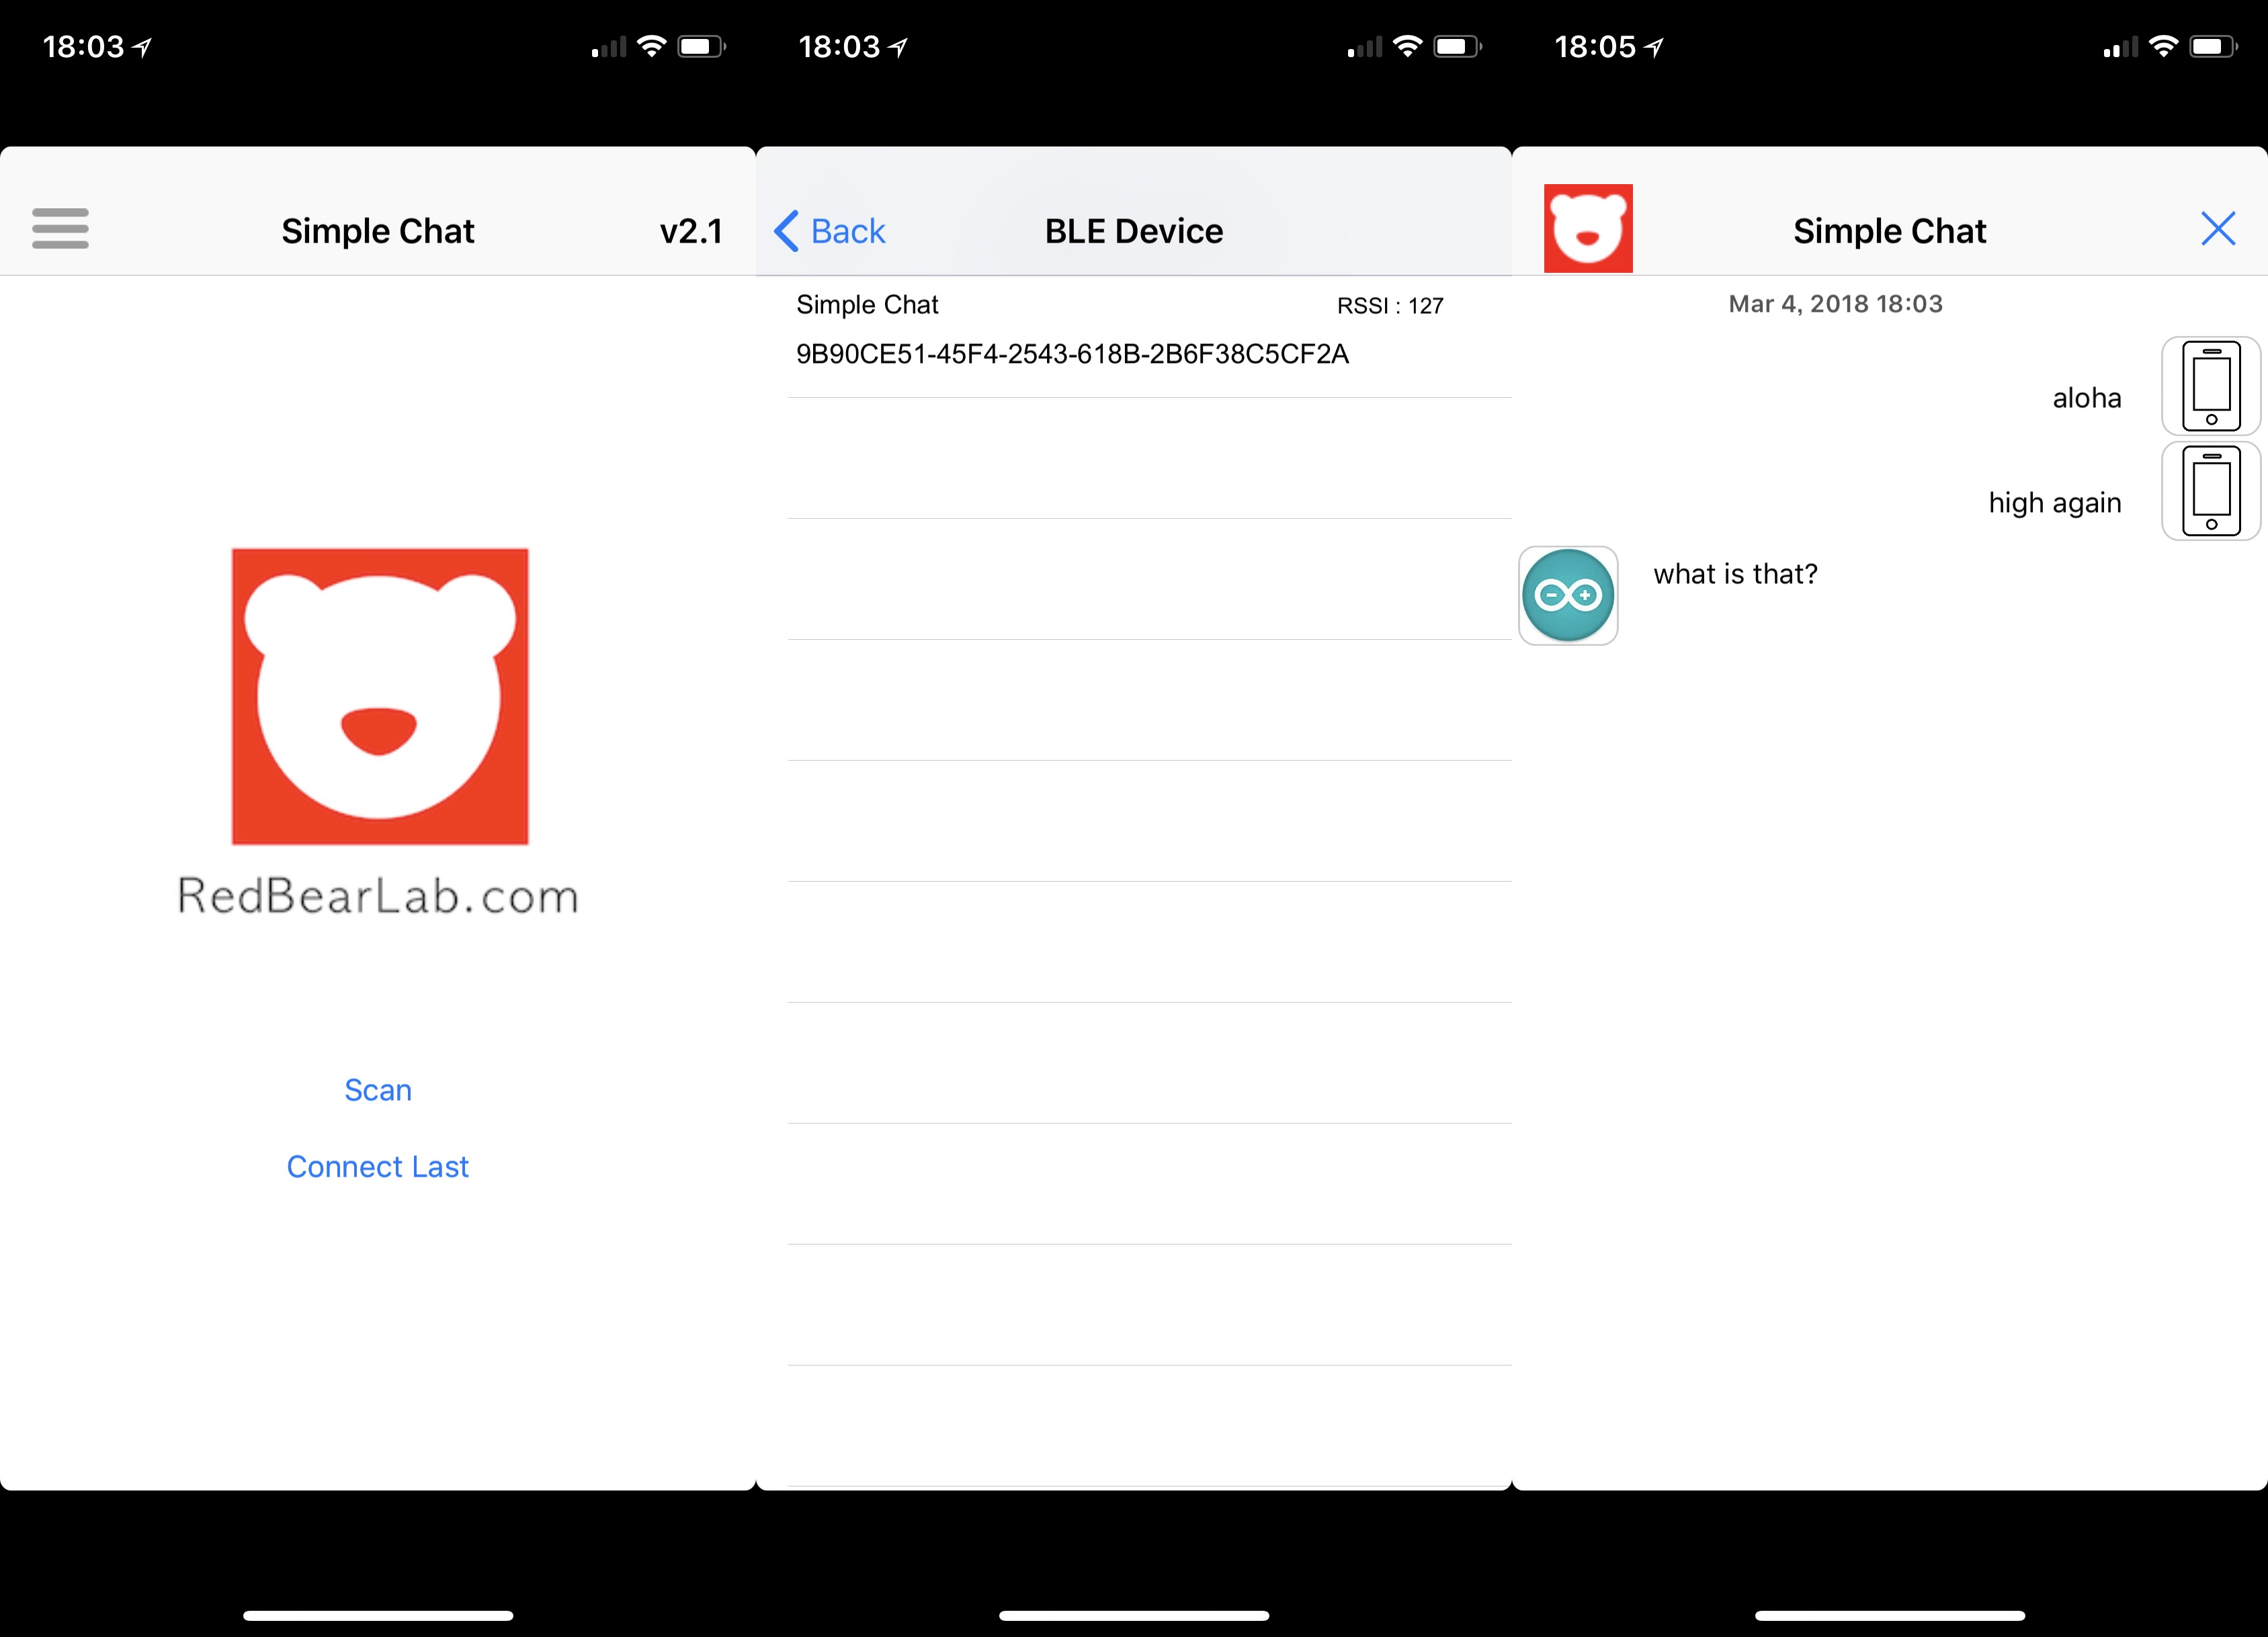 18:03
Simple Chat v2.1
RedBearLab.com
Scan
Connect Last
18:03
Back BLE Device
Simple Chat RSSI : 127
9B90CE51-45F4-2543-618B-2B6F38C5CF2A
18:05
Simple Chat
Mar 4, 2018 18:03
aloha
high again
what is that?